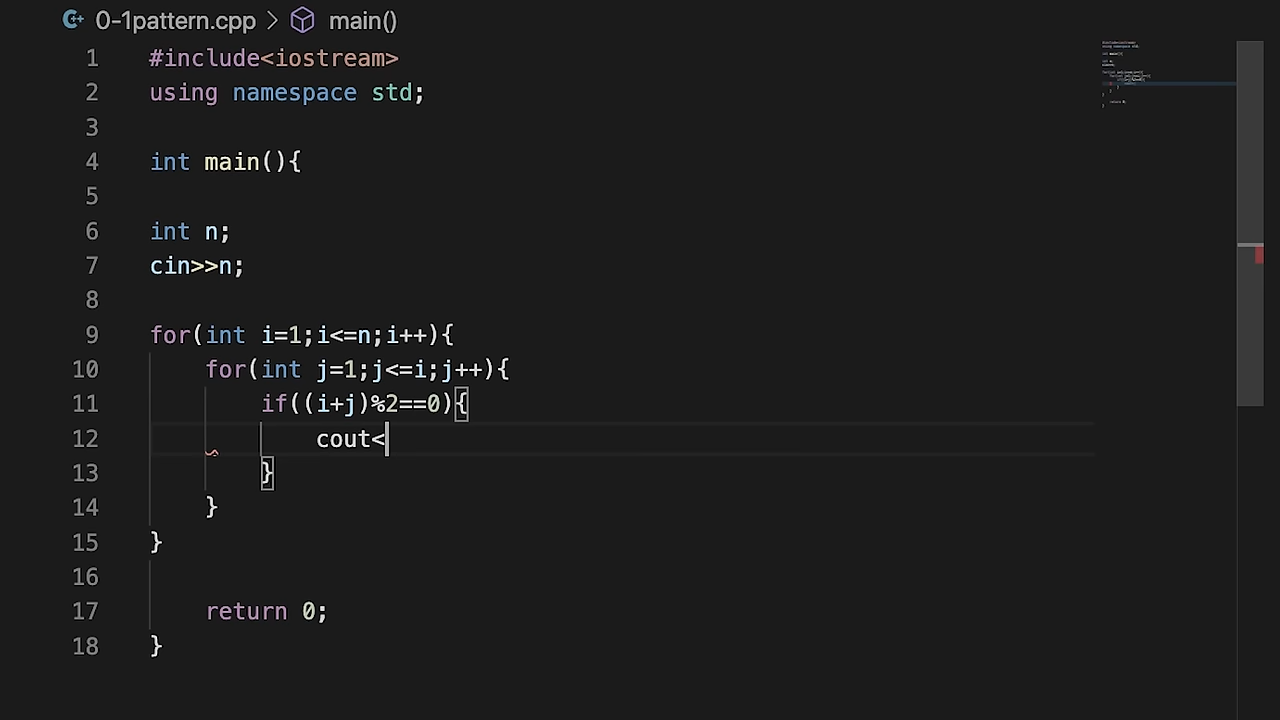 0-1pattern.cpp > main()
1 #include<iostream>
2 using namespace std;
3
4 int main(){
5
6 int n;
7 cin>>n;
8
9 for(int i=1;i<=n;i++){
10 for(int j=1;j<=i;j++){
11 if((i+j)%2==0){
12 cout<
13 }
14 }
15 }
16
17 return 0;
18 }